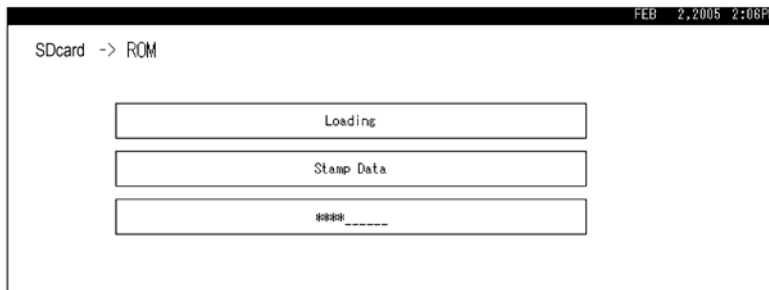 FEB 2,2005 2:06P
SDcard -> ROM
Loading
Stamp Data
****______